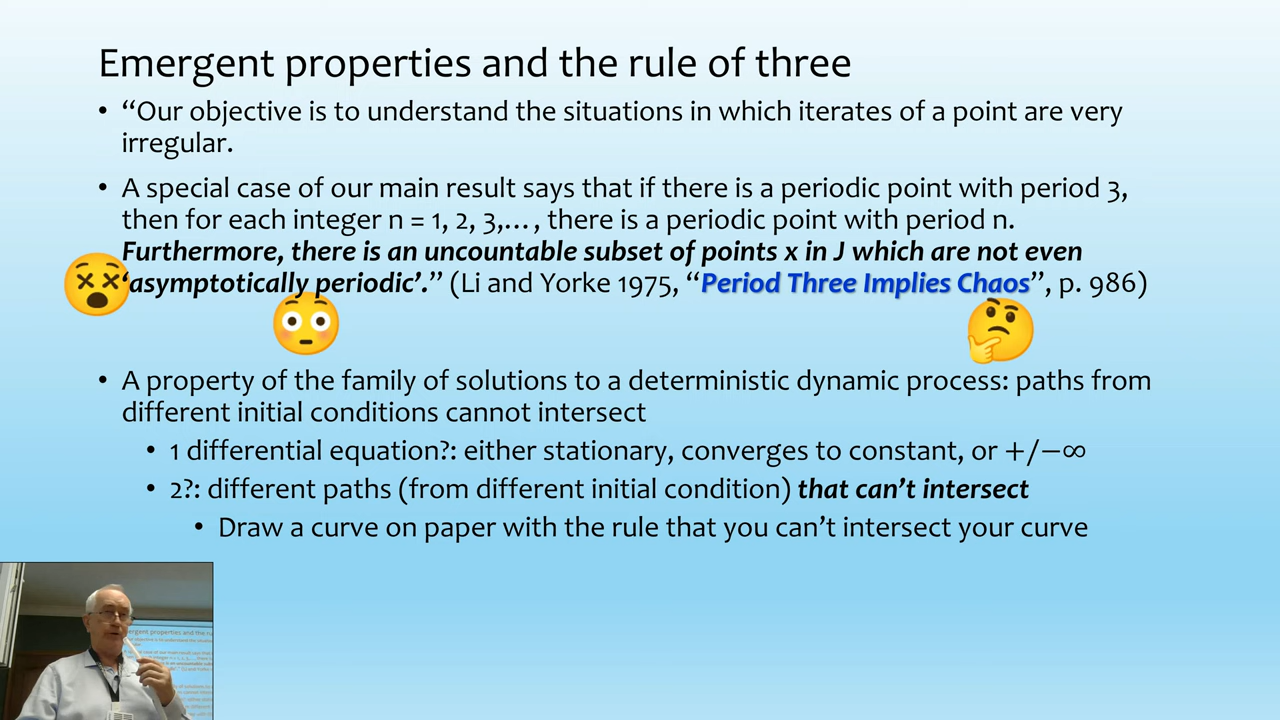 Emergent properties and the rule of three
• “Our objective is to understand the situations in which iterates of a point are very
irregular.
• A special case of our main result says that if there is a periodic point with period 3,
then for each integer n = 1, 2, 3,…, there is a periodic point with period n.
Furthermore, there is an uncountable subset of points x in J which are not even
‘asymptotically periodic’.” (Li and Yorke 1975, “Period Three Implies Chaos”, p. 986)
• A property of the family of solutions to a deterministic dynamic process: paths from
different initial conditions cannot intersect
• 1 differential equation?: either stationary, converges to constant, or +/−∞
• 2?: different paths (from different initial condition) that can’t intersect
• Draw a curve on paper with the rule that you can’t intersect your curve
ergent properties and the ru